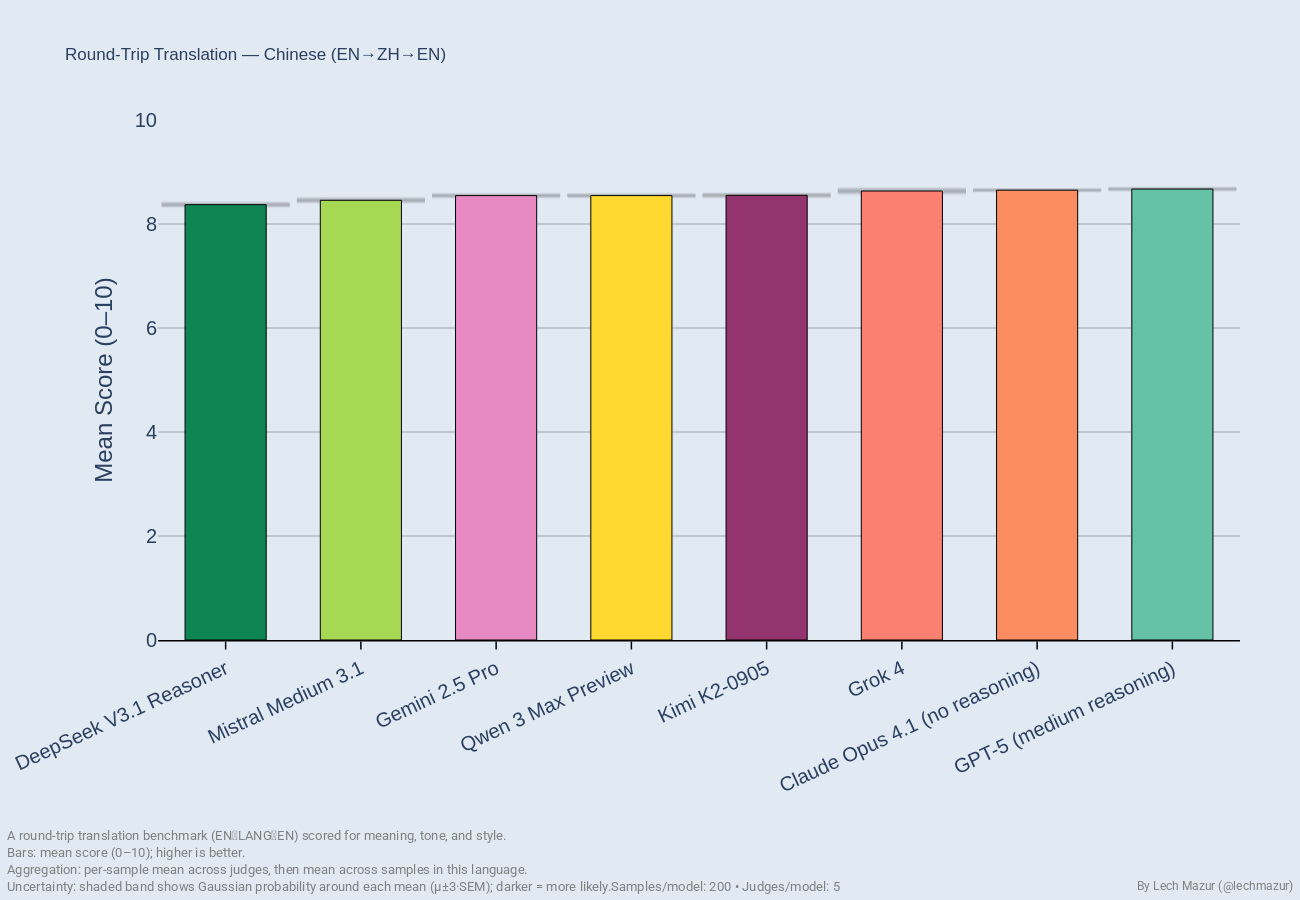 Round-Trip Translation — Chinese (EN→ZH→EN)
10
8
6
4
2
0
Mean Score (0–10)
DeepSeek V3.1 Reasoner
Mistral Medium 3.1
Gemini 2.5 Pro
Qwen 3 Max Preview
Kimi K2-0905
Grok 4
Claude Opus 4.1 (no reasoning)
GPT-5 (medium reasoning)
A round-trip translation benchmark (EN▯LANG▯EN) scored for meaning, tone, and style.
Bars: mean score (0–10); higher is better.
Aggregation: per-sample mean across judges, then mean across samples in this language.
Uncertainty: shaded band shows Gaussian probability around each mean (μ±3·SEM); darker = more likely.Samples/model: 200 • Judges/model: 5
By Lech Mazur (@lechmazur)